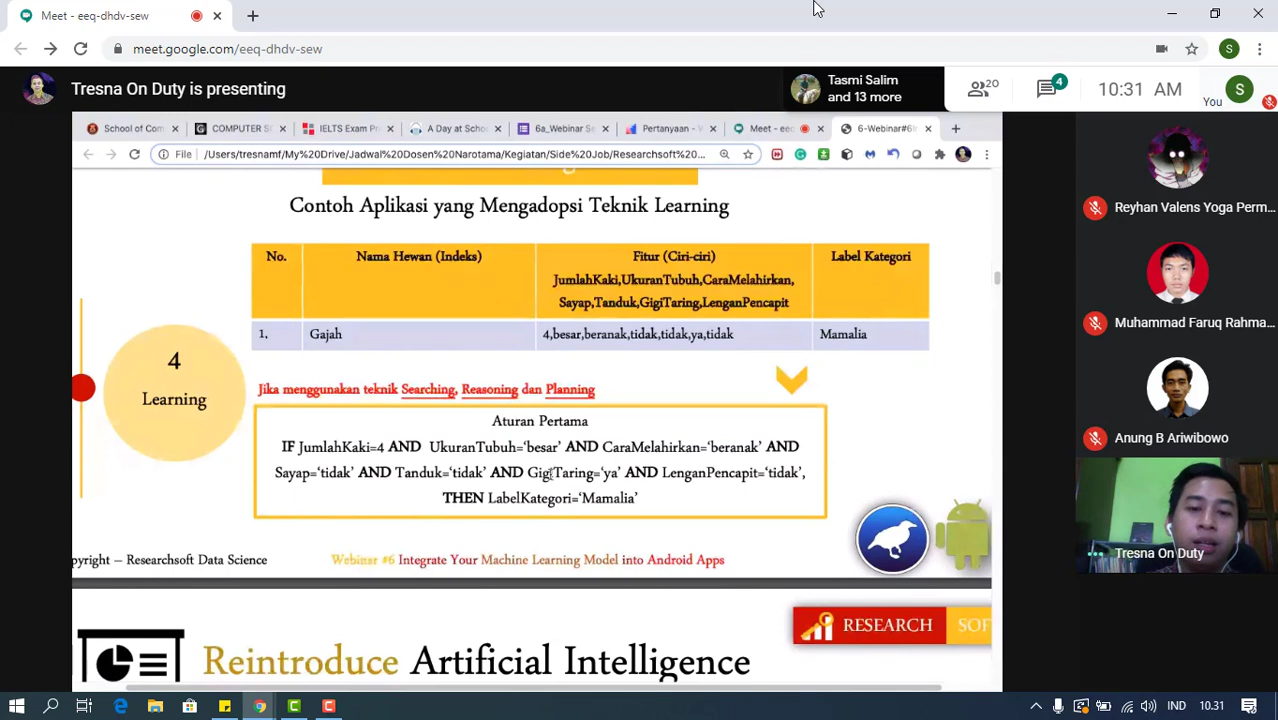 Meet - eeq-dhdv-sew
meet.google.com/eeq-dhdv-sew
Tresna On Duty is presenting
Tasmi Salim
and 13 more
20
4
10:31 AM
You
S
S
School of Com
COMPUTER S
IELTS Exam Pr
A Day at Schoo
6a_Webinar Se
Pertanyaan - W
Meet - eeq
6-Webinar#6I
File
/Users/tresnamf/My%20Drive/Jadwal%20Dosen%20Narotama/Kegiatan/Side%20Job/Researchsoft%20...
Contoh Aplikasi yang Mengadopsi Teknik Learning
No.
Nama Hewan (Indeks)
Fitur (Ciri-ciri)
JumlahKaki,UkuranTubuh,CaraMelahirkan,
Sayap,Tanduk,GigiTaring,LenganPencapit
Label Kategori
1.
Gajah
4,besar,beranak,tidak,tidak,ya,tidak
Mamalia
4
Learning
Jika menggunakan teknik Searching, Reasoning dan Planning
Aturan Pertama
IF JumlahKaki=4 AND UkuranTubuh=‘besar’ AND CaraMelahirkan=‘beranak’ AND
Sayap=‘tidak’ AND Tanduk=‘tidak’ AND GigiTaring=‘ya’ AND LenganPencapit=‘tidak’,
THEN LabelKategori=‘Mamalia’
pyright – Researchsoft Data Science
Webinar #6 Integrate Your Machine Learning Model into Android Apps
RESEARCH
SOF
Reintroduce Artificial Intelligence
Reyhan Valens Yoga Perm...
Muhammad Faruq Rahma...
Anung B Ariwibowo
Tresna On Duty
IND
10.31